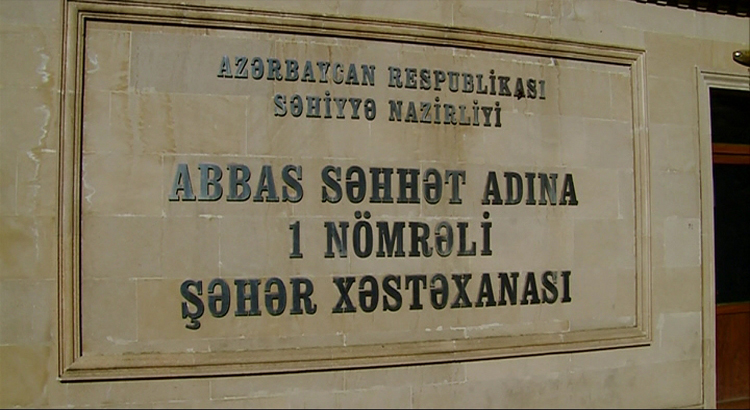 AZƏRBAYCAN RESPUBLİKASI
SƏHİYYƏ NAZİRLİYİ
ABBAS SƏHHƏT ADINA
1 NÖMRƏLİ
ŞƏHƏR XƏSTƏXANASI